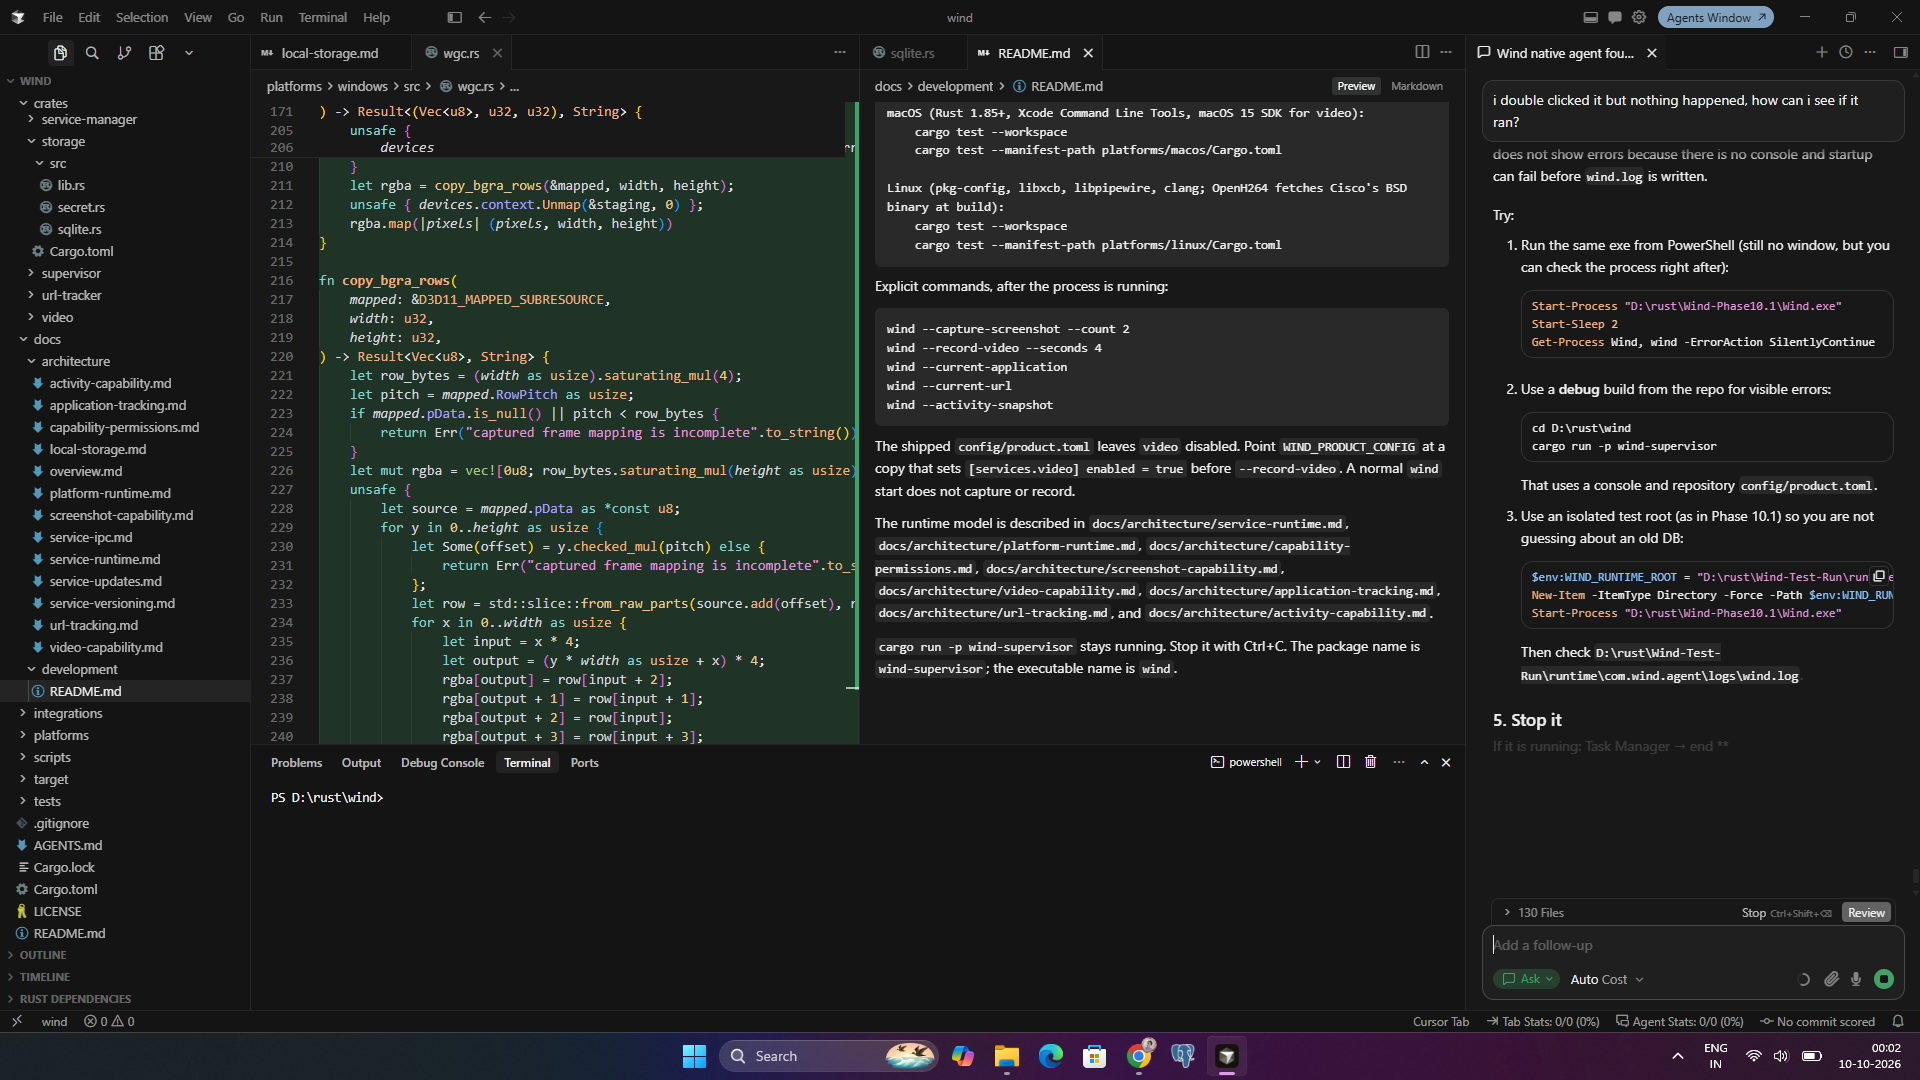 File Edit Selection View Go Run Terminal Help
wind
Agents Window ↗
WIND
crates
service-manager
storage
src
lib.rs
secret.rs
sqlite.rs
Cargo.toml
supervisor
url-tracker
video
docs
architecture
activity-capability.md
application-tracking.md
capability-permissions.md
local-storage.md
overview.md
platform-runtime.md
screenshot-capability.md
service-ipc.md
service-runtime.md
service-updates.md
service-versioning.md
url-tracking.md
video-capability.md
development
README.md
integrations
platforms
scripts
target
tests
.gitignore
AGENTS.md
Cargo.lock
Cargo.toml
LICENSE
README.md
OUTLINE
TIMELINE
RUST DEPENDENCIES
local-storage.md wgc.rs
platforms > windows > src > wgc.rs > ...
171 ) -> Result<(Vec<u8>, u32, u32), String> {
205 unsafe {
206 devices
210 }
211 let rgba = copy_bgra_rows(&mapped, width, height);
212 unsafe { devices.context.Unmap(&staging, 0) };
213 rgba.map(|pixels| (pixels, width, height))
214 }
215
216 fn copy_bgra_rows(
217 mapped: &D3D11_MAPPED_SUBRESOURCE,
218 width: u32,
219 height: u32,
220 ) -> Result<Vec<u8>, String> {
221 let row_bytes = (width as usize).saturating_mul(4);
222 let pitch = mapped.RowPitch as usize;
223 if mapped.pData.is_null() || pitch < row_bytes {
224 return Err("captured frame mapping is incomplete".to_string())
225 }
226 let mut rgba = vec![0u8; row_bytes.saturating_mul(height as usize)
227 unsafe {
228 let source = mapped.pData as *const u8;
229 for y in 0..height as usize {
230 let Some(offset) = y.checked_mul(pitch) else {
231 return Err("captured frame mapping is incomplete".to_s
232 };
233 let row = std::slice::from_raw_parts(source.add(offset), r
234 for x in 0..width as usize {
235 let input = x * 4;
236 let output = (y * width as usize + x) * 4;
237 rgba[output] = row[input + 2];
238 rgba[output + 1] = row[input + 1];
239 rgba[output + 2] = row[input];
240 rgba[output + 3] = row[input + 3];
sqlite.rs README.md
docs > development > README.md
Preview Markdown
macOS (Rust 1.85+, Xcode Command Line Tools, macOS 15 SDK for video):
cargo test --workspace
cargo test --manifest-path platforms/macos/Cargo.toml
Linux (pkg-config, libxcb, libpipewire, clang; OpenH264 fetches Cisco's BSD
binary at build):
cargo test --workspace
cargo test --manifest-path platforms/linux/Cargo.toml
Explicit commands, after the process is running:
wind --capture-screenshot --count 2
wind --record-video --seconds 4
wind --current-application
wind --current-url
wind --activity-snapshot
The shipped config/product.toml leaves video disabled. Point WIND_PRODUCT_CONFIG at a
copy that sets [services.video] enabled = true before --record-video. A normal wind
start does not capture or record.
The runtime model is described in docs/architecture/service-runtime.md,
docs/architecture/platform-runtime.md, docs/architecture/capability-
permissions.md, docs/architecture/screenshot-capability.md,
docs/architecture/video-capability.md, docs/architecture/application-tracking.md,
docs/architecture/url-tracking.md, and docs/architecture/activity-capability.md.
cargo run -p wind-supervisor stays running. Stop it with Ctrl+C. The package name is
wind-supervisor; the executable name is wind.
Problems Output Debug Console Terminal Ports
powershell
PS D:\rust\wind>
Wind native agent fou...
i double clicked it but nothing happened, how can i see if it
ran?
does not show errors because there is no console and startup
can fail before wind.log is written.
Try:
1. Run the same exe from PowerShell (still no window, but you
can check the process right after):
Start-Process "D:\rust\Wind-Phase10.1\Wind.exe"
Start-Sleep 2
Get-Process Wind, wind -ErrorAction SilentlyContinue
2. Use a debug build from the repo for visible errors:
cd D:\rust\wind
cargo run -p wind-supervisor
That uses a console and repository config/product.toml.
3. Use an isolated test root (as in Phase 10.1) so you are not
guessing about an old DB:
$env:WIND_RUNTIME_ROOT = "D:\rust\Wind-Test-Run\run
New-Item -ItemType Directory -Force -Path $env:WIND_RUN
Start-Process "D:\rust\Wind-Phase10.1\Wind.exe"
Then check D:\rust\Wind-Test-
Run\runtime\com.wind.agent\logs\wind.log
5. Stop it
If it is running: Task Manager → end **
130 Files
Stop Ctrl+Shift+⌫ Review
Add a follow-up
Ask Auto Cost
wind 0 0
Cursor Tab Tab Stats: 0/0 (0%) Agent Stats: 0/0 (0%) No commit scored
Search
ENG
IN
00:02
10-10-2026